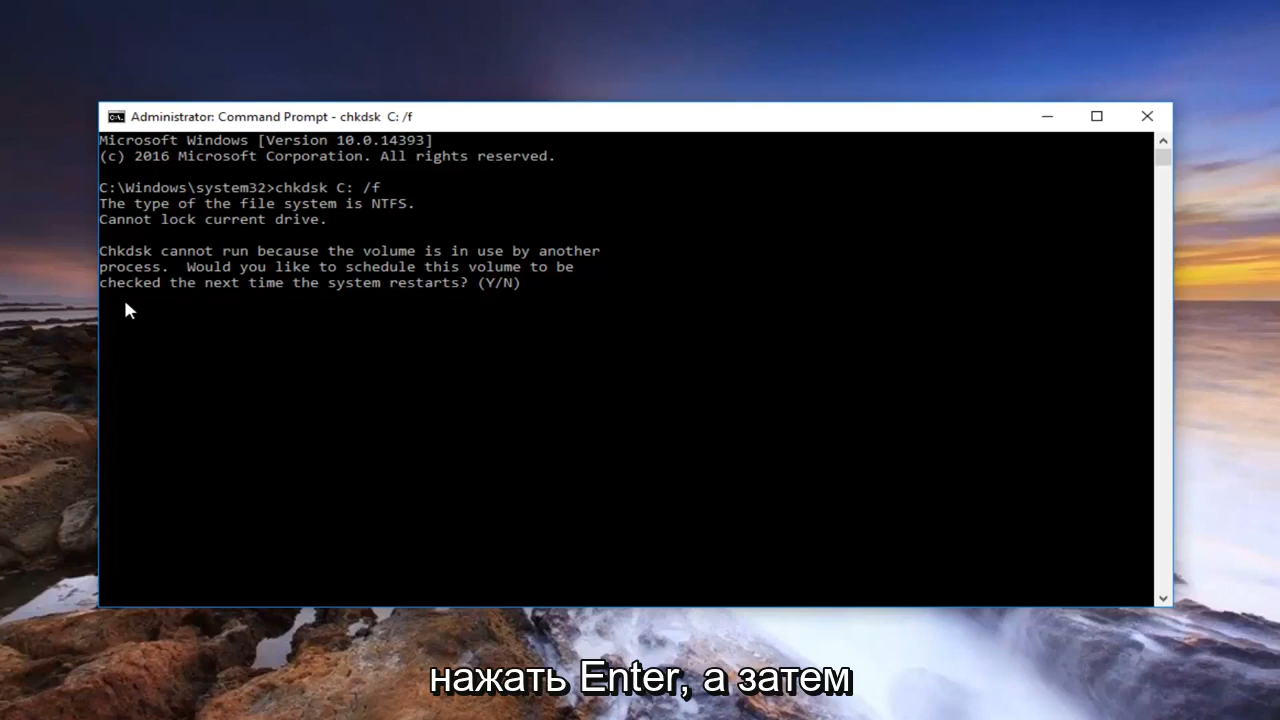 Administrator: Command Prompt - chkdsk C: /f
Microsoft Windows [Version 10.0.14393]
(c) 2016 Microsoft Corporation. All rights reserved.
C:\Windows\system32>chkdsk C: /f
The type of the file system is NTFS.
Cannot lock current drive.
Chkdsk cannot run because the volume is in use by another
process.  Would you like to schedule this volume to be
checked the next time the system restarts? (Y/N)
нажать Enter, а затем